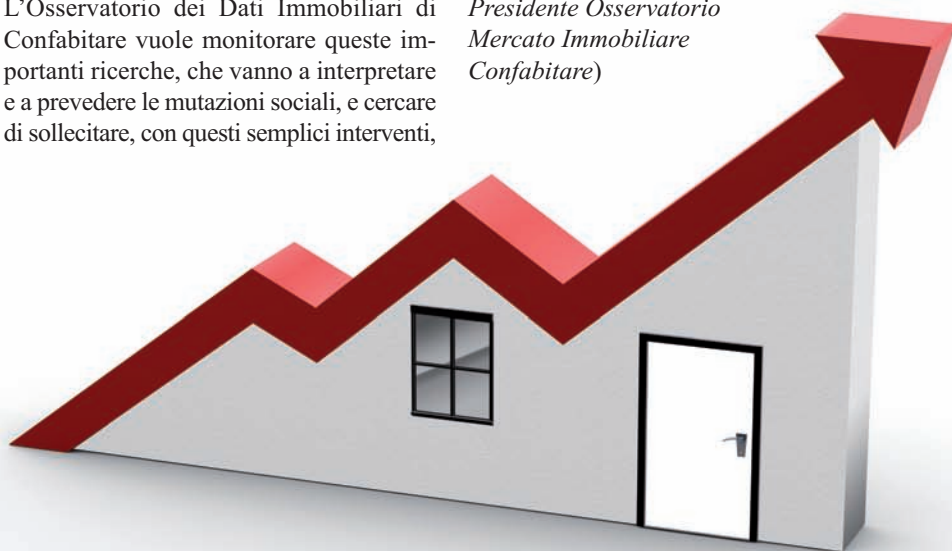 L’Osservatorio dei Dati Immobiliari di
Confabitare vuole monitorare queste im-
portanti ricerche, che vanno a interpretare
e a prevedere le mutazioni sociali, e cercare
di sollecitare, con questi semplici interventi,
Presidente Osservatorio
Mercato Immobiliare
Confabitare)